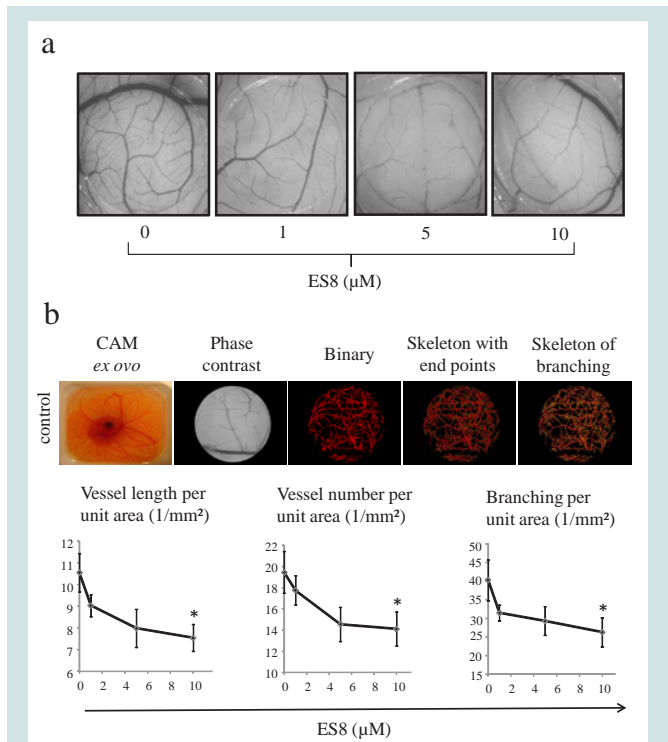 a
0 1 5 10
ES8 (µM)
b
CAM
ex ovo
Phase
contrast
Binary
Skeleton with
end points
Skeleton of
branching
control
Vessel length per
unit area (1/mm²)
12
11
10
9
8
7
6
*
0 2 4 6 8 10
Vessel number per
unit area (1/mm²)
22
20
18
16
14
12
10
*
0 2 4 6 8 10
Branching per
unit area (1/mm²)
50
45
40
35
30
25
20
15
*
0 2 4 6 8 10
ES8 (µM)